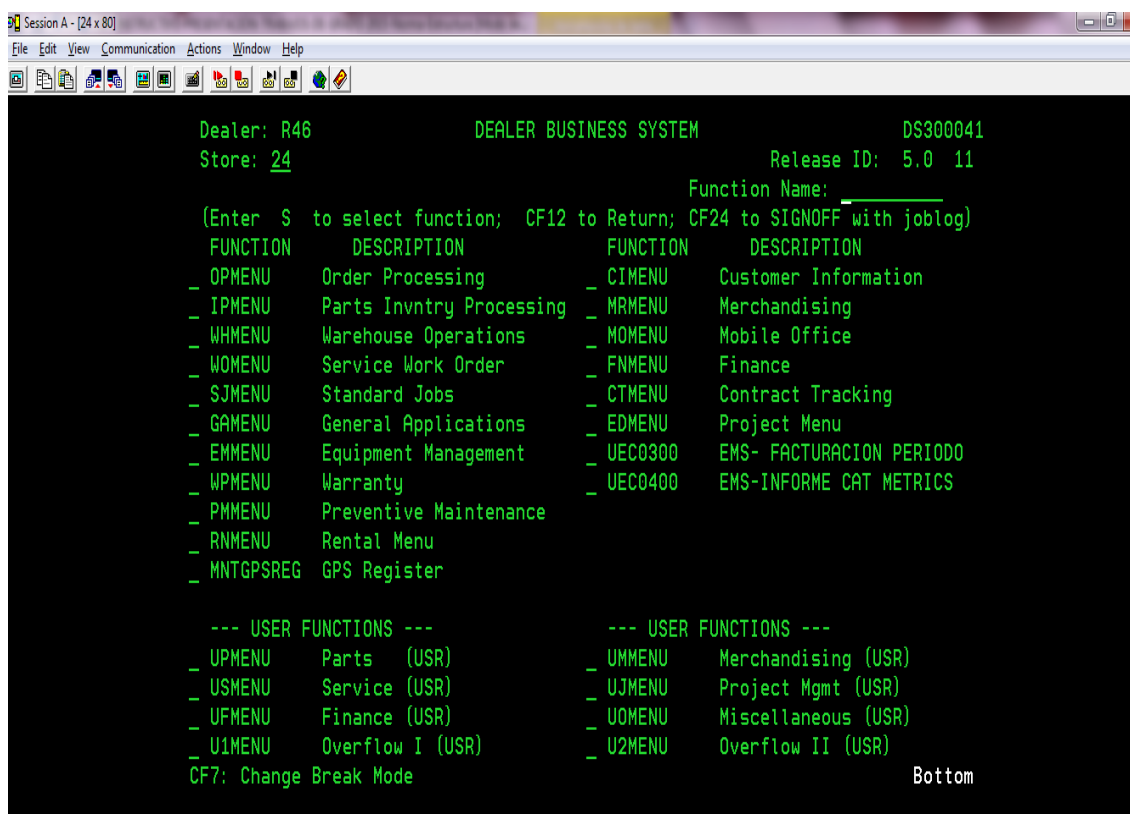 Session A - [24 x 80]
File Edit View Communication Actions Window Help
Dealer: R46 DEALER BUSINESS SYSTEM DS300041
Store: 24 Release ID: 5.0 11
Function Name:
(Enter S to select function; CF12 to Return; CF24 to SIGNOFF with joblog)
FUNCTION DESCRIPTION FUNCTION DESCRIPTION
_ OPMENU Order Processing _ CIMENU Customer Information
_ IPMENU Parts Invntry Processing _ MRMENU Merchandising
_ WHMENU Warehouse Operations _ MOMENU Mobile Office
_ WOMENU Service Work Order _ FNMENU Finance
_ SJMENU Standard Jobs _ CTMENU Contract Tracking
_ GAMENU General Applications _ EDMENU Project Menu
_ EMMENU Equipment Management _ UEC0300 EMS- FACTURACION PERIODO
_ WPMENU Warranty _ UEC0400 EMS-INFORME CAT METRICS
_ PMMENU Preventive Maintenance
_ RNMENU Rental Menu
_ MNTGPSREG GPS Register
--- USER FUNCTIONS --- --- USER FUNCTIONS ---
_ UPMENU Parts (USR) _ UMMENU Merchandising (USR)
_ USMENU Service (USR) _ UJMENU Project Mgmt (USR)
_ UFMENU Finance (USR) _ UOMENU Miscellaneous (USR)
_ U1MENU Overflow I (USR) _ U2MENU Overflow II (USR)
CF7: Change Break Mode Bottom